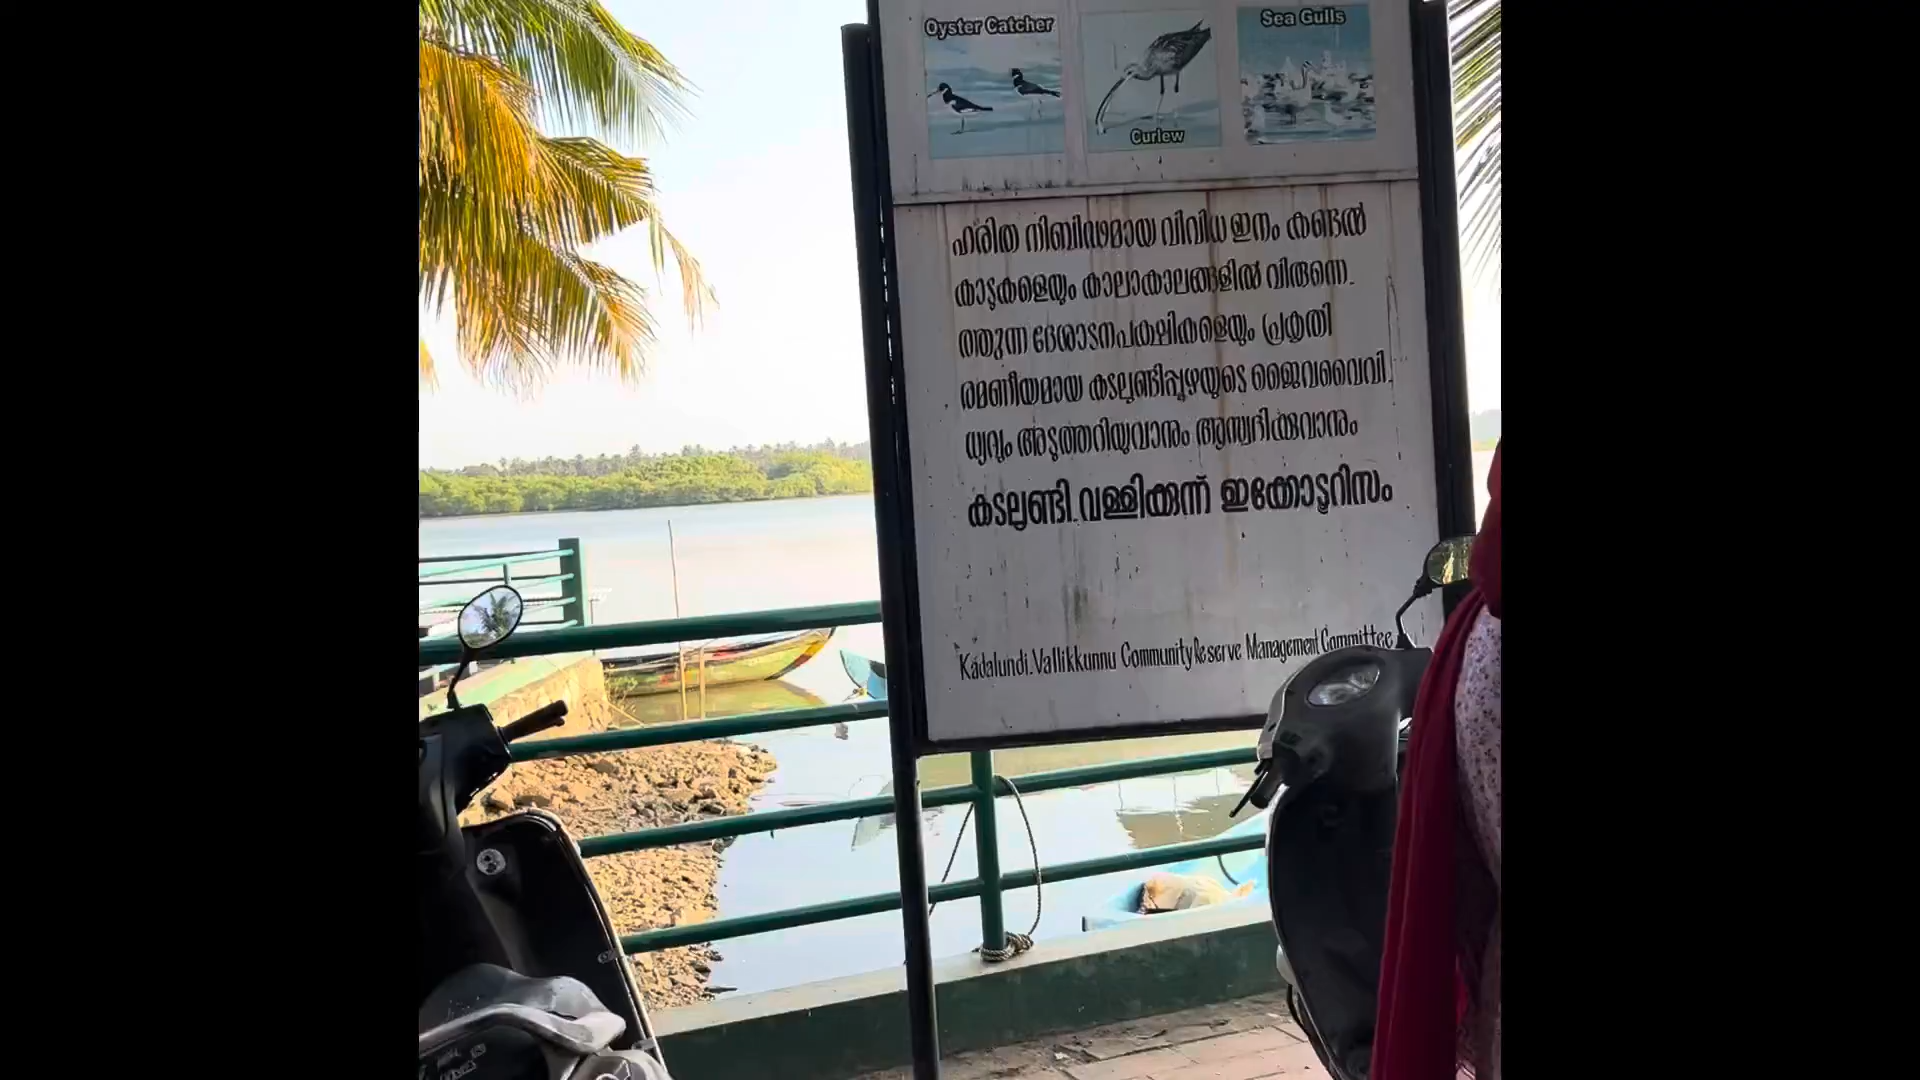 Oyster Catcher
Curlew
Sea Gulls
ഹരിത നിബിഢമായ വിവിധ ഇനം കണ്ടൽ
കാടുകളെയും കാലാകാലങ്ങളിൽ വിരുന്നെ.
ത്തുന്ന ദേശാടനപക്ഷികളെയും പ്രകൃതി
രമണീയമായ കടലുണ്ടിപ്പുഴയുടെ ജൈവവൈവി.
ധ്യവും അടുത്തറിയുവാനും ആസ്വദിക്കുവാനും
കടലുണ്ടി.വള്ളിക്കുന്ന് ഇക്കോടൂറിസം
Kadalundi.Vallikkunnu Community Reserve Management Committee